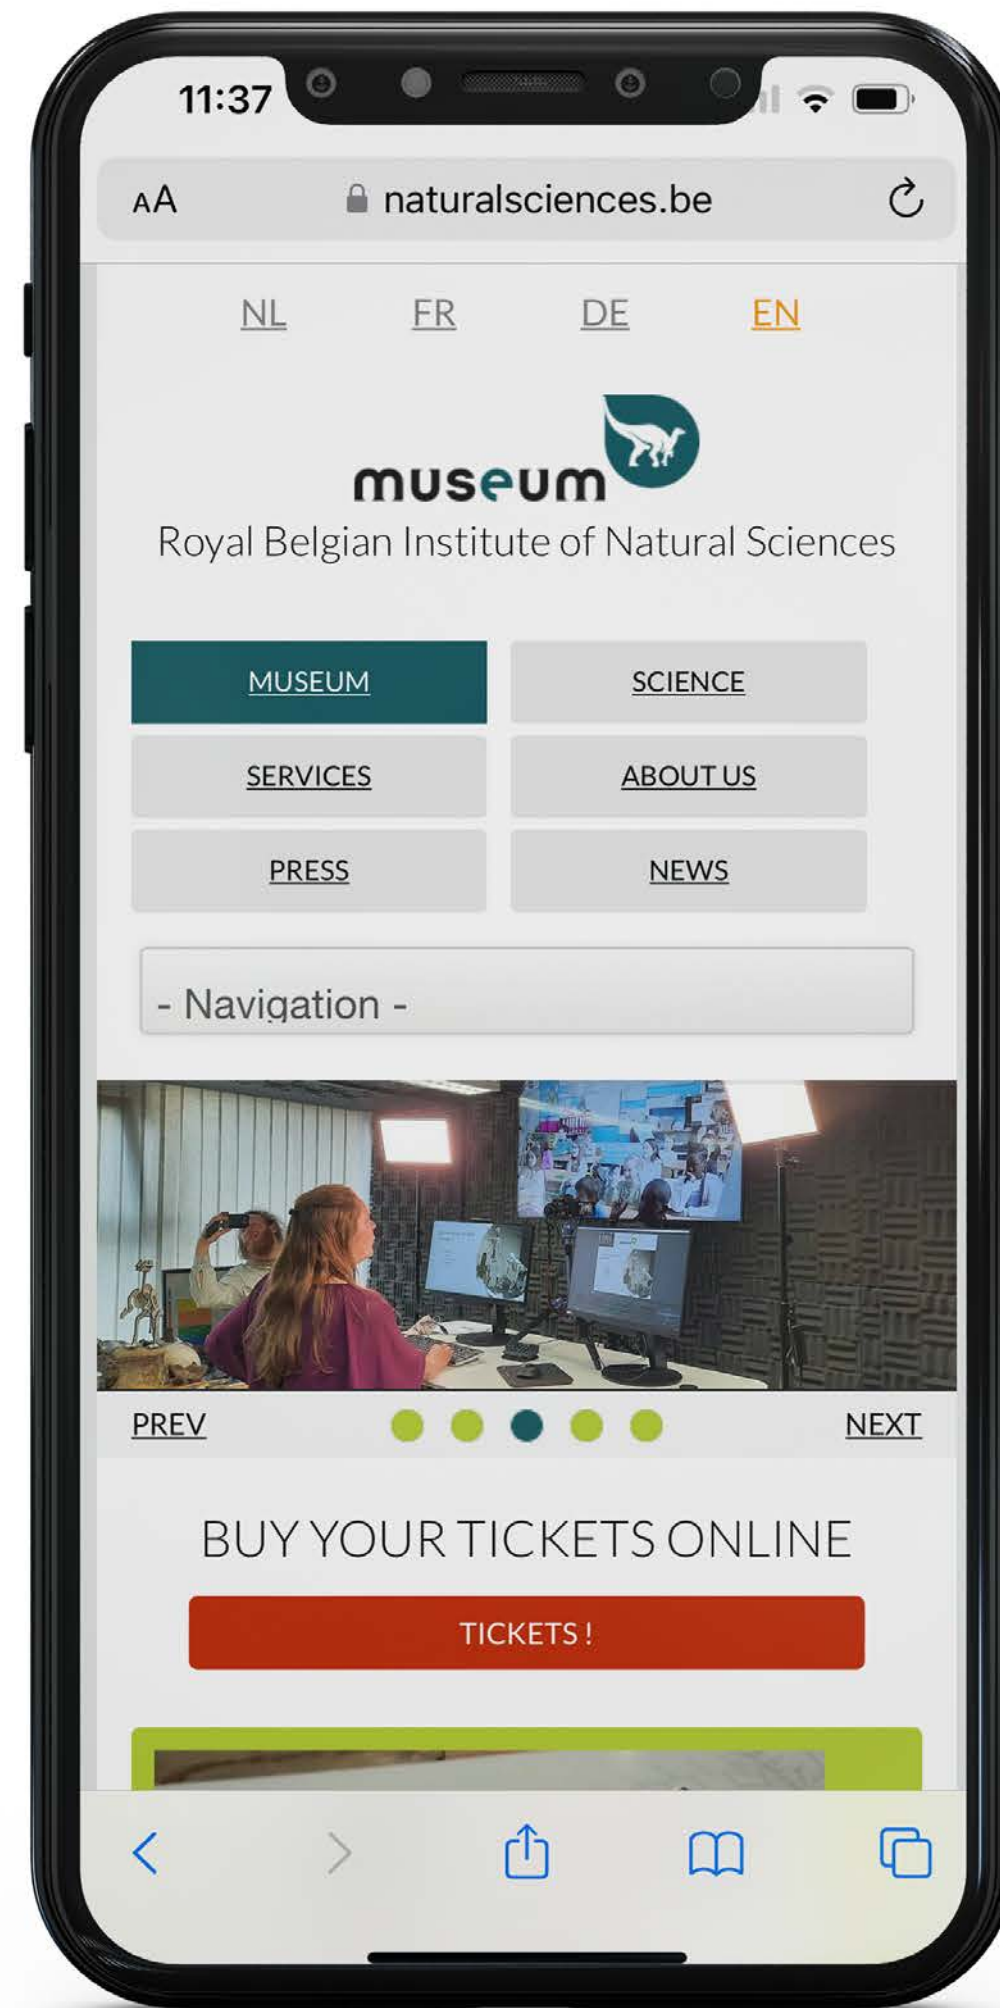 11:37
AA naturalsciences.be
NL FR DE EN
museum
Royal Belgian Institute of Natural Sciences
MUSEUM SCIENCE
SERVICES ABOUT US
PRESS NEWS
- Navigation -
PREV NEXT
BUY YOUR TICKETS ONLINE
TICKETS !